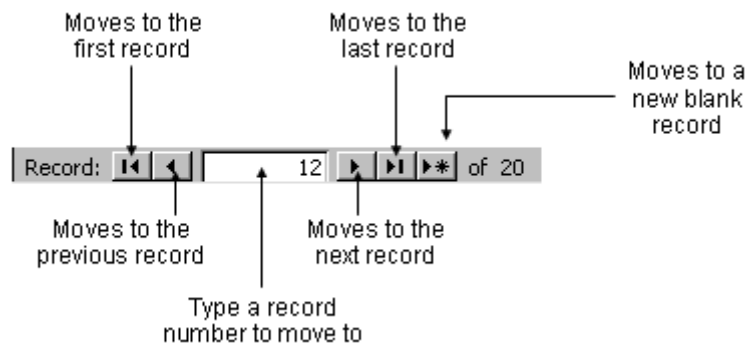 Moves to the
first record
Moves to the
last record
Moves to a
new blank
record
Record: 12 of 20
Moves to the
previous record
Moves to the
next record
Type a record
number to move to